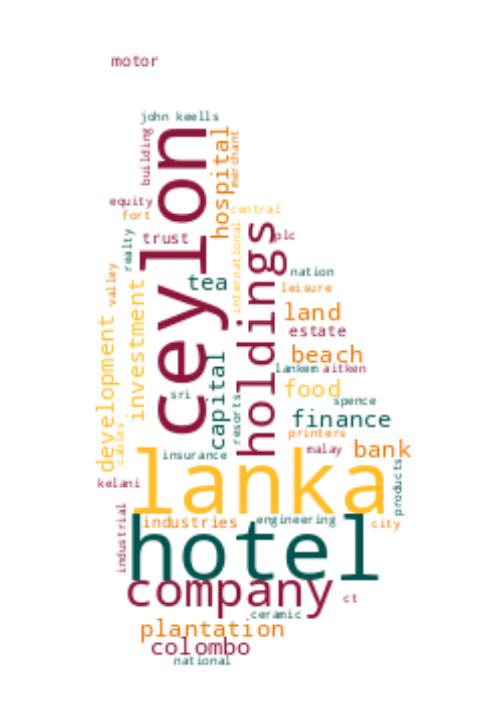 motor
john keells
building
ceylon
hospital
merchant
equity
fort
central
realty
trust
international
holdings
plc
nation
tea
valley
investment
leisure
land
estate
development
beach
capital
lankem
aitken
sri
food
resorts
spence
finance
cables
printers
insurance
malay
bank
lanka
products
kelani
industrial
industries
engineering
city
hotel
company
ct
ceramic
plantation
colombo
national